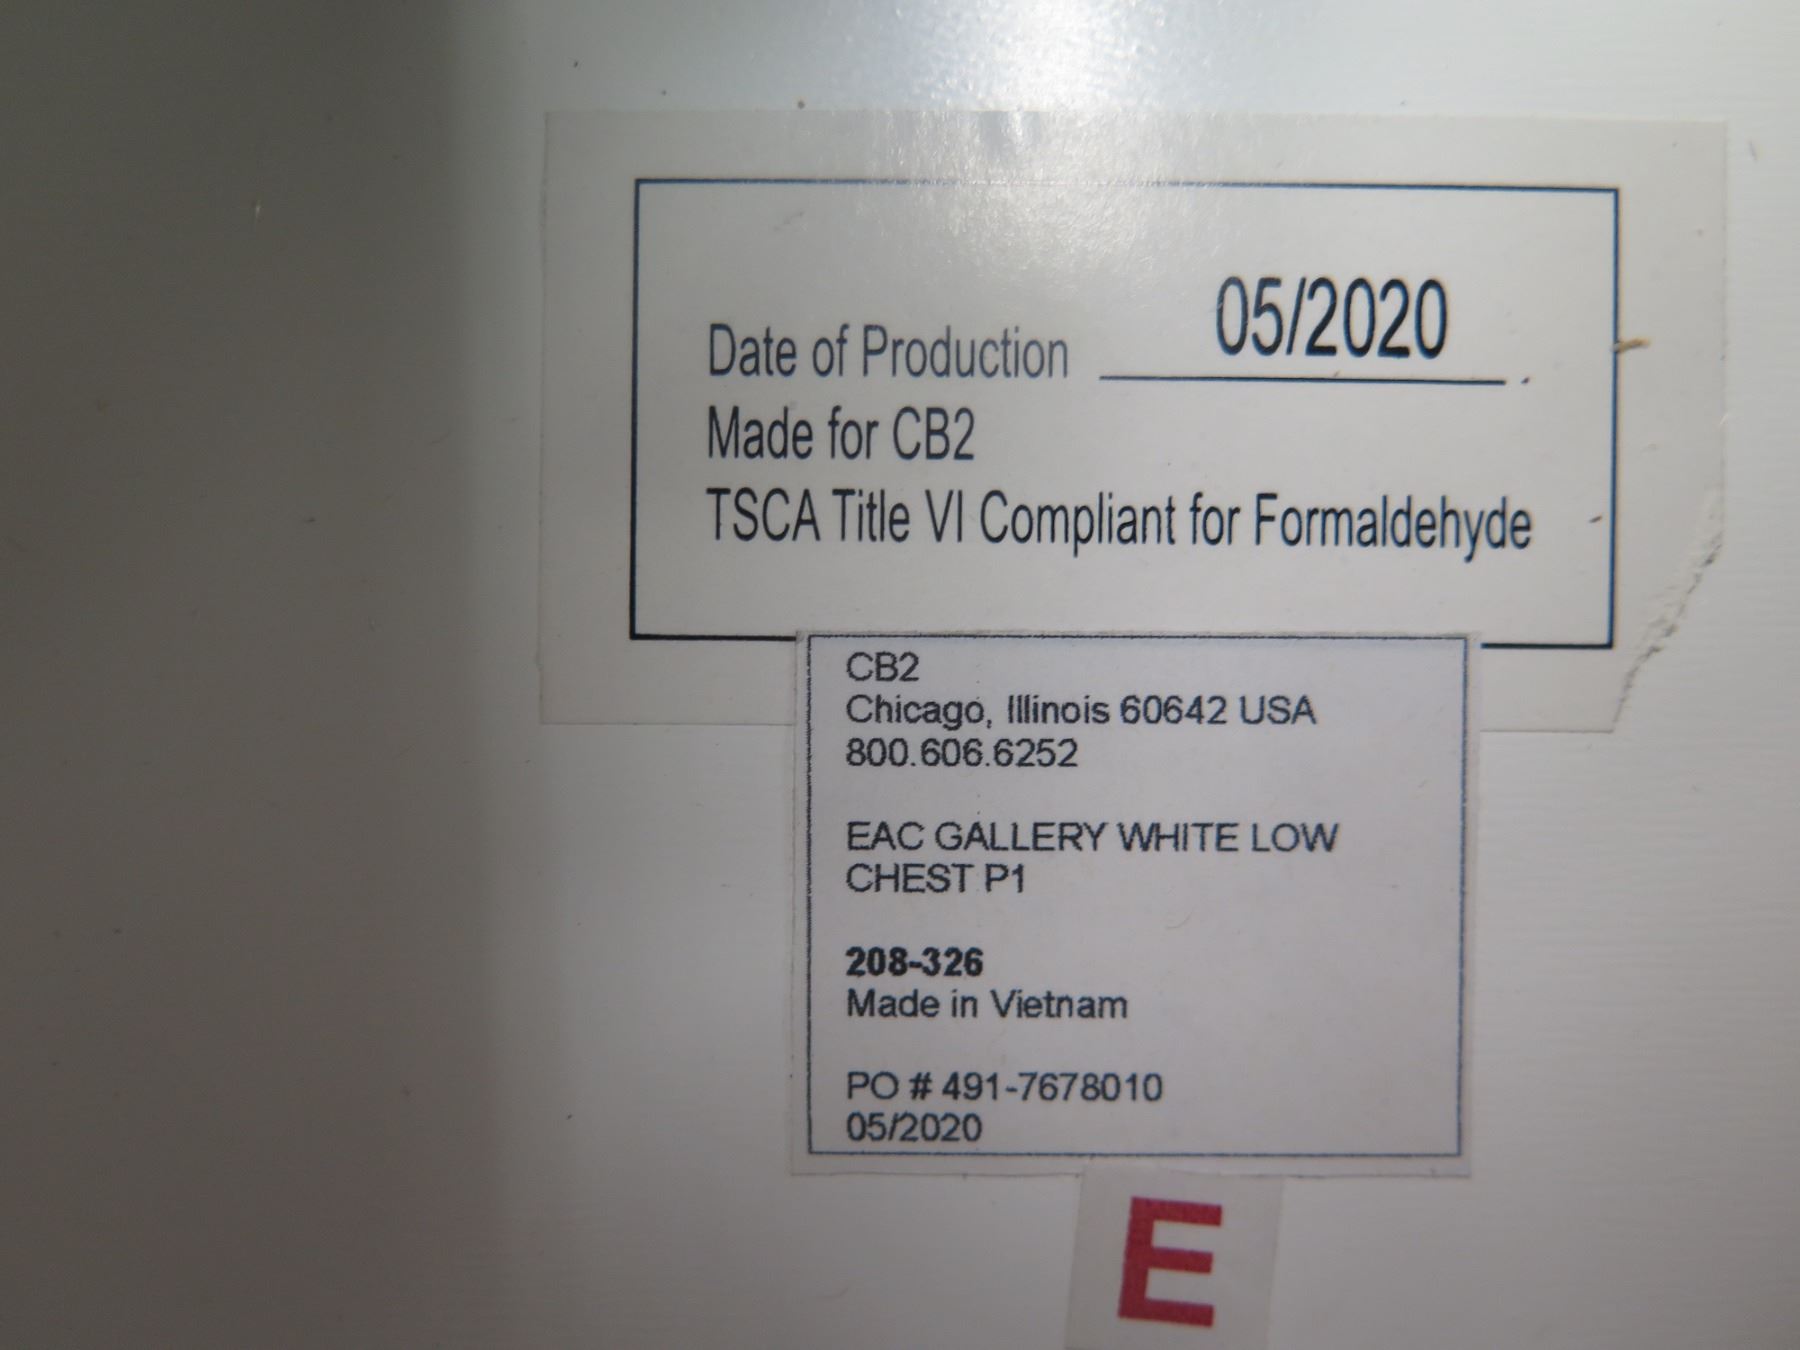 Date of Production 05/2020
Made for CB2
TSCA Title VI Compliant for Formaldehyde
CB2
Chicago, Illinois 60642 USA
800.606.6252
EAC GALLERY WHITE LOW
CHEST P1
208-326
Made in Vietnam
PO # 491-7678010
05/2020
E